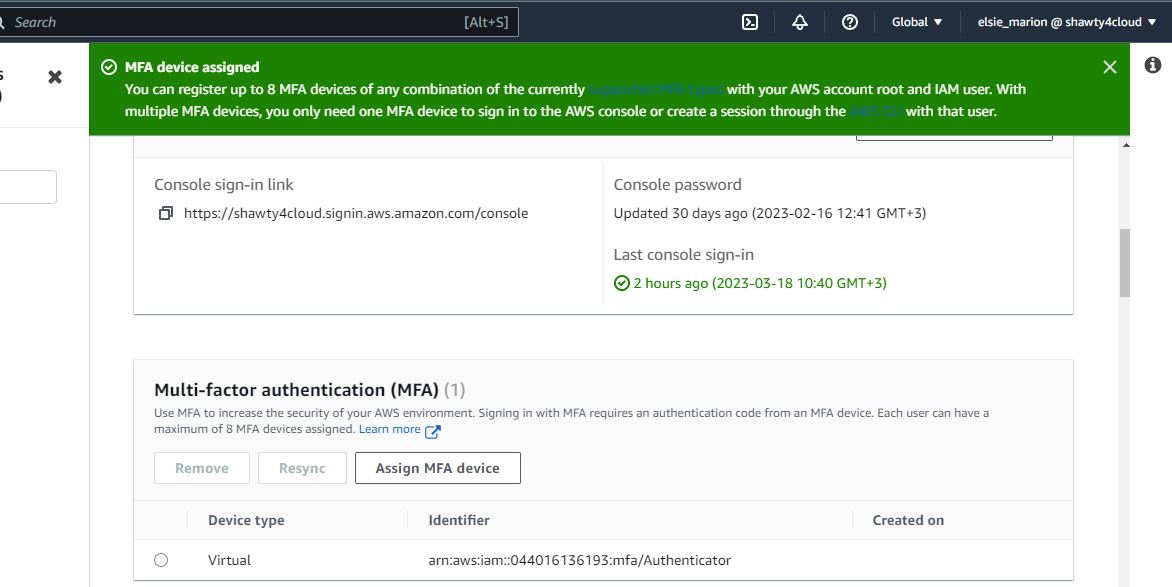 Search [Alt+S] Global elsie_marion @ shawty4cloud
MFA device assigned
You can register up to 8 MFA devices of any combination of the currently supported MFA types with your AWS account root and IAM user. With
multiple MFA devices, you only need one MFA device to sign in to the AWS console or create a session through the AWS CLI with that user.
Console sign-in link
https://shawty4cloud.signin.aws.amazon.com/console
Console password
Updated 30 days ago (2023-02-16 12:41 GMT+3)
Last console sign-in
2 hours ago (2023-03-18 10:40 GMT+3)
Multi-factor authentication (MFA) (1)
Use MFA to increase the security of your AWS environment. Signing in with MFA requires an authentication code from an MFA device. Each user can have a
maximum of 8 MFA devices assigned. Learn more
Remove Resync Assign MFA device
Device type Identifier Created on
Virtual arn:aws:iam::044016136193:mfa/Authenticator